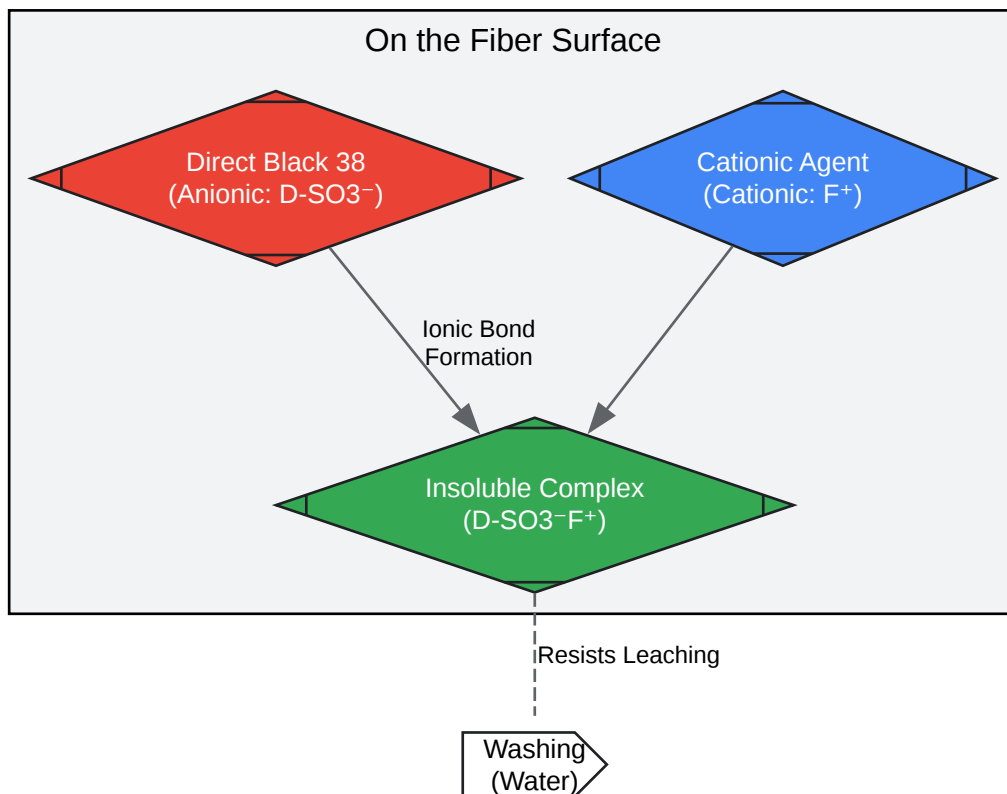 On the Fiber Surface
Direct Black 38
(Anionic: D-SO3⁻)
Cationic Agent
(Cationic: F⁺)
Ionic Bond
Formation
Insoluble Complex
(D-SO3⁻F⁺)
Resists Leaching
Washing
(Water)